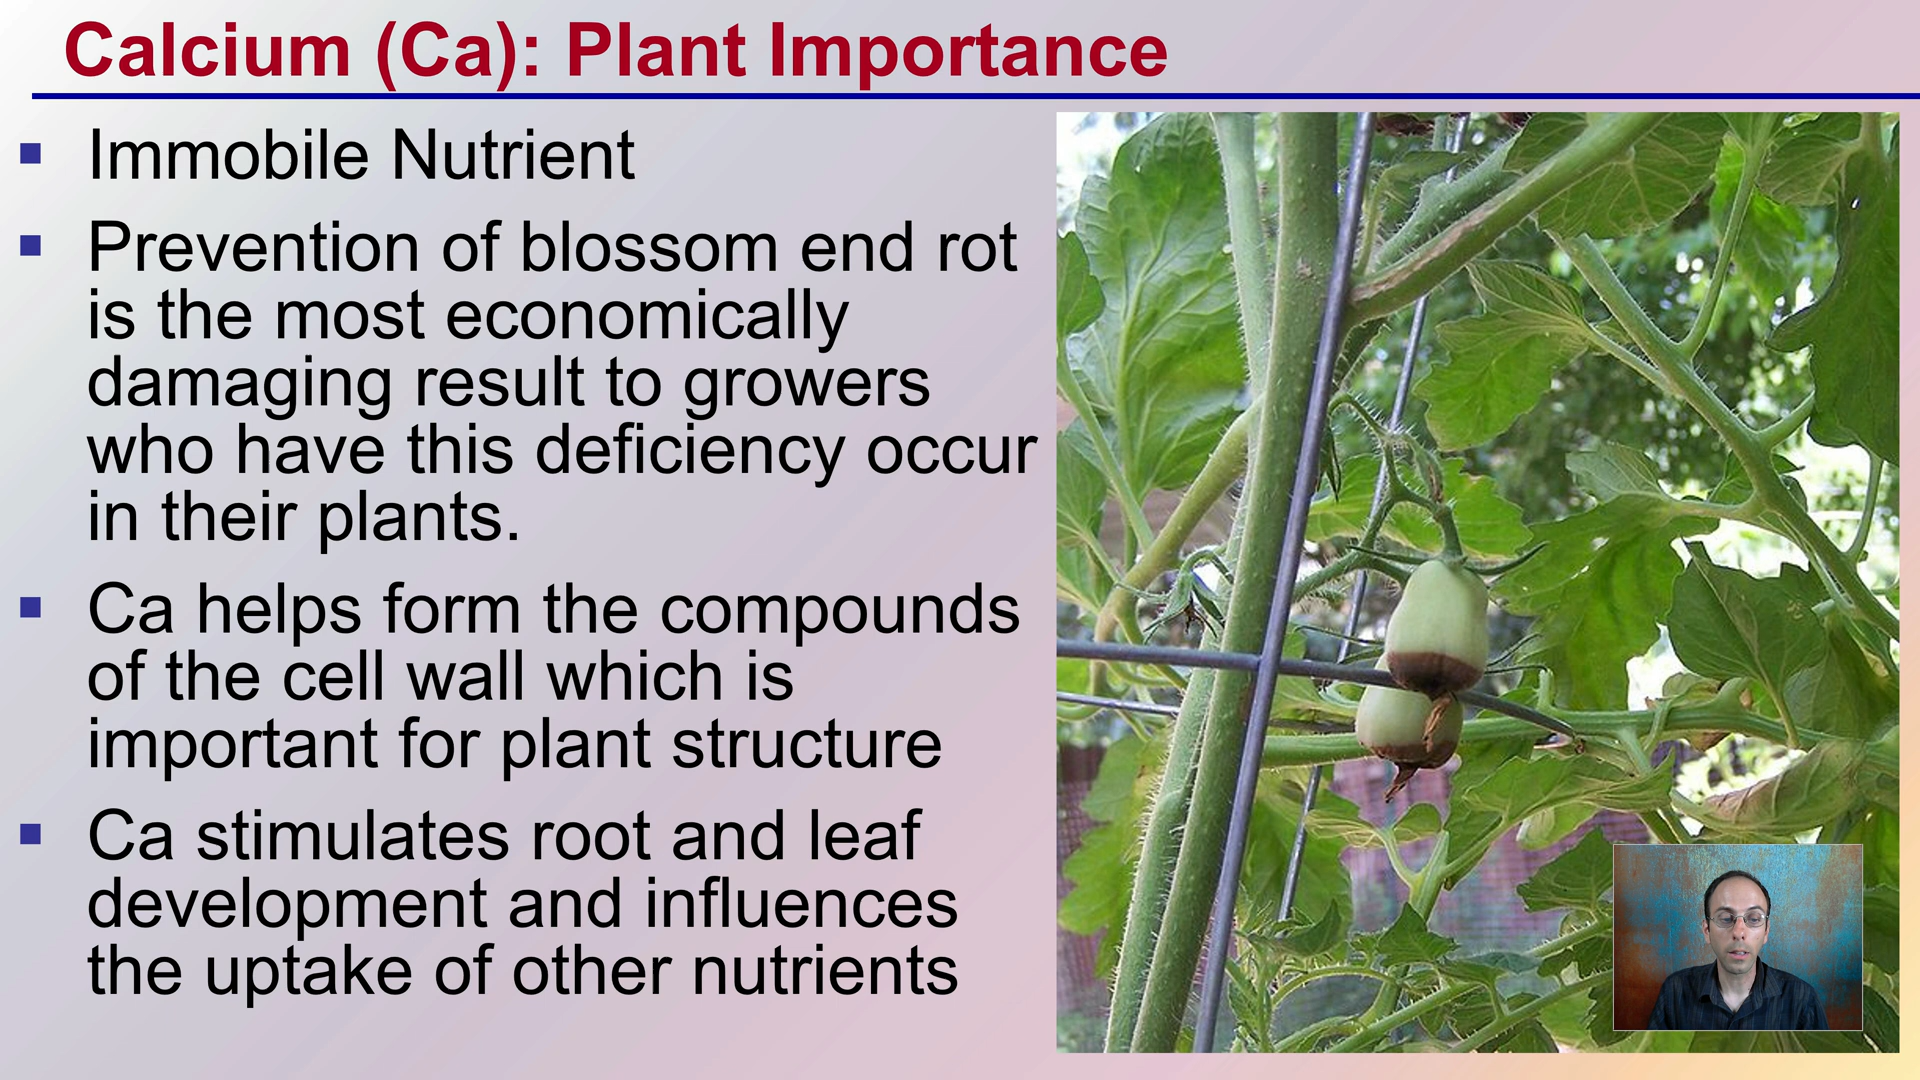 Calcium (Ca): Plant Importance
▪ Immobile Nutrient
▪ Prevention of blossom end rot
is the most economically
damaging result to growers
who have this deficiency occur
in their plants.
▪ Ca helps form the compounds
of the cell wall which is
important for plant structure
▪ Ca stimulates root and leaf
development and influences
the uptake of other nutrients